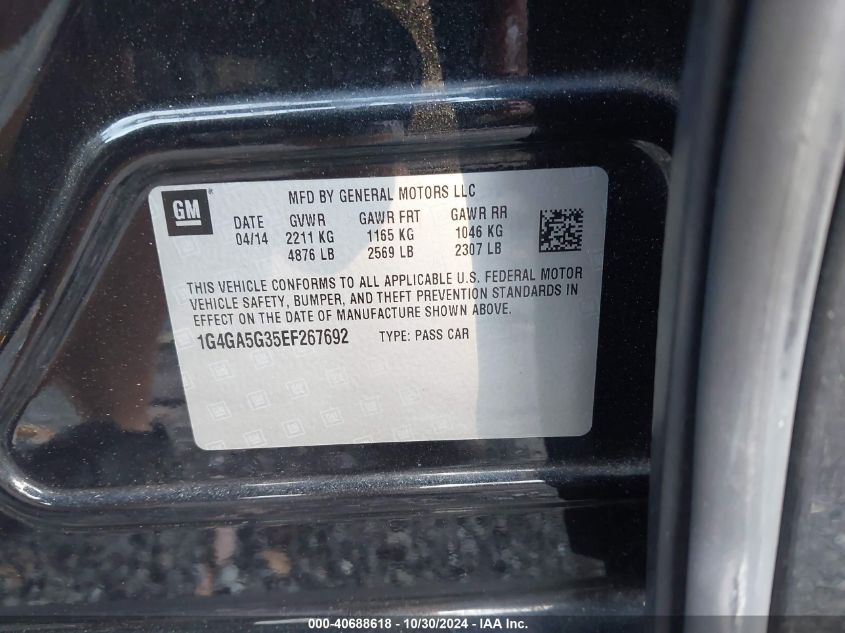 GM
MFD BY GENERAL MOTORS LLC
DATE GVWR GAWR FRT GAWR RR
04/14 2211 KG 1165 KG 1046 KG
4876 LB 2569 LB 2307 LB
THIS VEHICLE CONFORMS TO ALL APPLICABLE U.S. FEDERAL MOTOR
VEHICLE SAFETY, BUMPER, AND THEFT PREVENTION STANDARDS IN
EFFECT ON THE DATE OF MANUFACTURE SHOWN ABOVE.
1G4GA5G35EF267692 TYPE: PASS CAR
000-40688618 - 10/30/2024 - IAA, Inc.